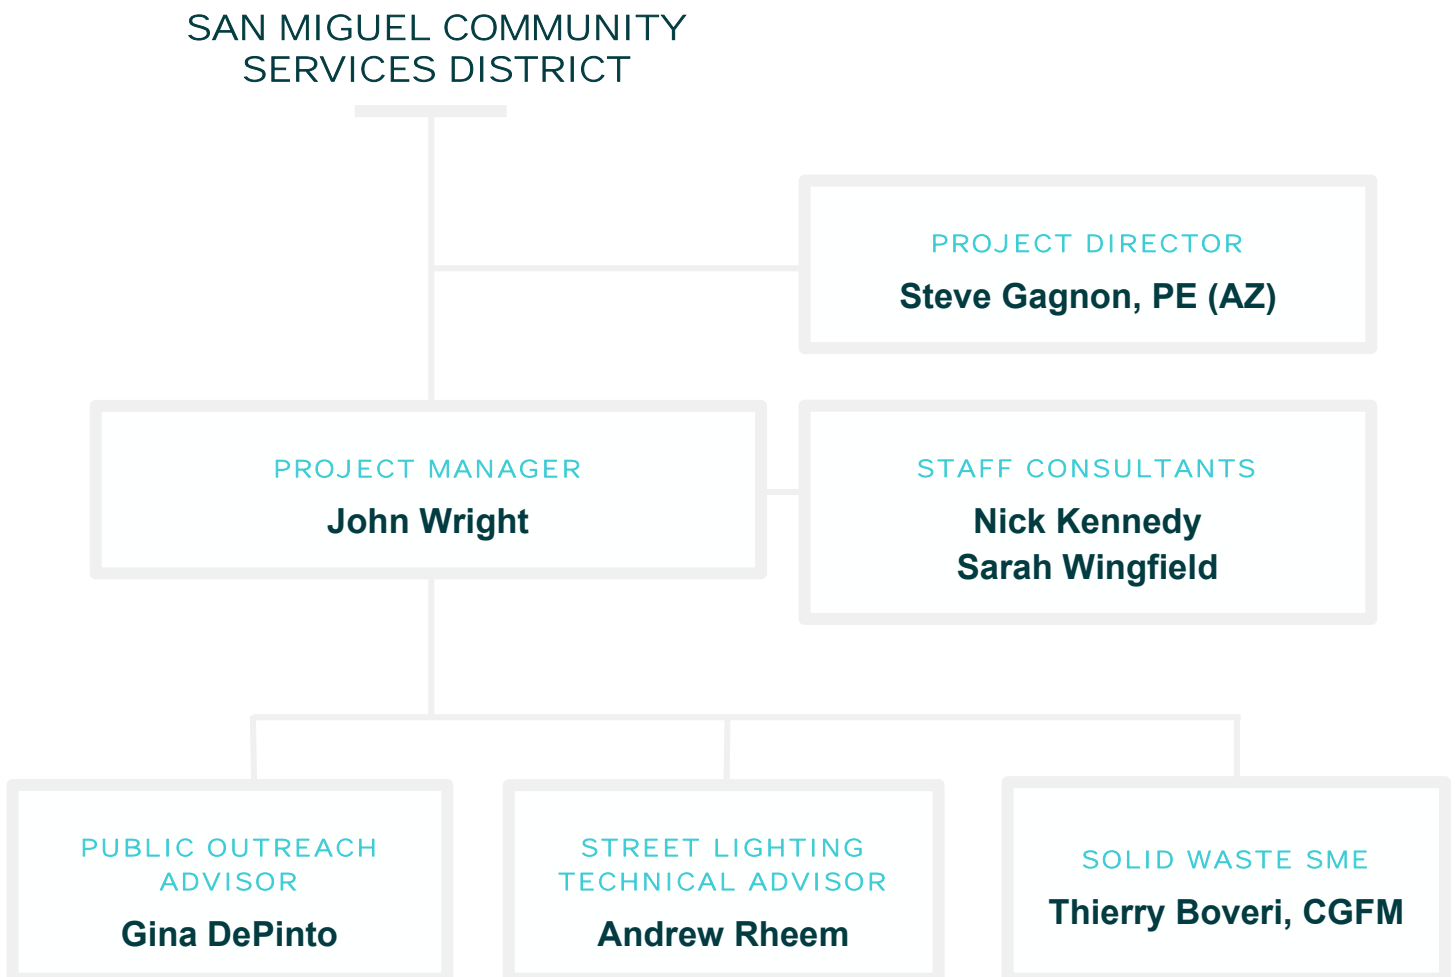 SAN MIGUEL COMMUNITY
SERVICES DISTRICT
PROJECT DIRECTOR
Steve Gagnon, PE (AZ)
PROJECT MANAGER
John Wright
STAFF CONSULTANTS
Nick Kennedy
Sarah Wingfield
PUBLIC OUTREACH
ADVISOR
Gina DePinto
STREET LIGHTING
TECHNICAL ADVISOR
Andrew Rheem
SOLID WASTE SME
Thierry Boveri, CGFM